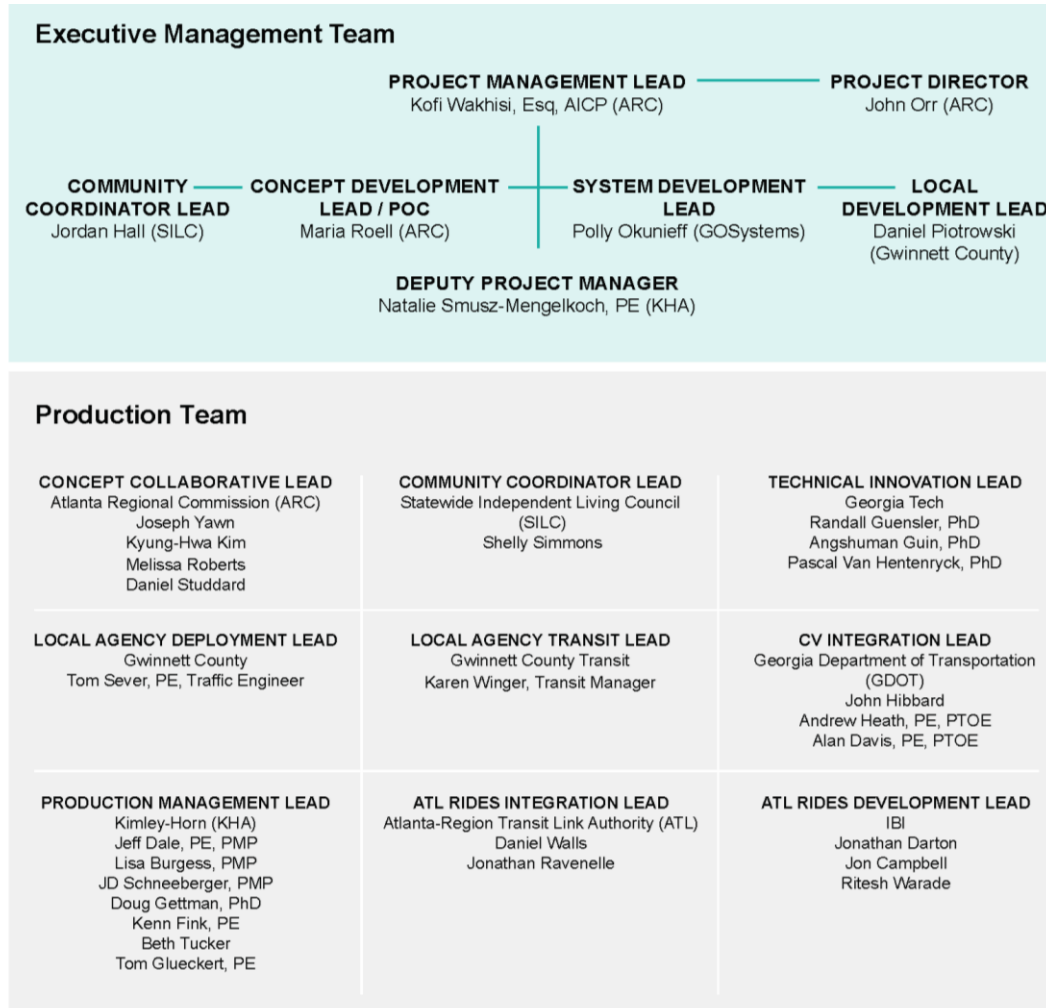 Executive Management Team
PROJECT MANAGEMENT LEAD
Kofi Wakhisi, Esq, AICP (ARC)
PROJECT DIRECTOR
John Orr (ARC)
COMMUNITY
COORDINATOR LEAD
Jordan Hall (SILC)
CONCEPT DEVELOPMENT
LEAD / POC
Maria Roell (ARC)
SYSTEM DEVELOPMENT
LEAD
Polly Okunieff (GOSystems)
LOCAL
DEVELOPMENT LEAD
Daniel Piotrowski
(Gwinnett County)
DEPUTY PROJECT MANAGER
Natalie Smusz-Mengelkoch, PE (KHA)
Production Team
CONCEPT COLLABORATIVE LEAD
Atlanta Regional Commission (ARC)
Joseph Yawn
Kyung-Hwa Kim
Melissa Roberts
Daniel Studdard
COMMUNITY COORDINATOR LEAD
Statewide Independent Living Council
(SILC)
Shelly Simmons
TECHNICAL INNOVATION LEAD
Georgia Tech
Randall Guensler, PhD
Angshuman Guin, PhD
Pascal Van Hentenryck, PhD
LOCAL AGENCY DEPLOYMENT LEAD
Gwinnett County
Tom Sever, PE, Traffic Engineer
LOCAL AGENCY TRANSIT LEAD
Gwinnett County Transit
Karen Winger, Transit Manager
CV INTEGRATION LEAD
Georgia Department of Transportation
(GDOT)
John Hibbard
Andrew Heath, PE, PTOE
Alan Davis, PE, PTOE
PRODUCTION MANAGEMENT LEAD
Kimley-Horn (KHA)
Jeff Dale, PE, PMP
Lisa Burgess, PMP
JD Schneeberger, PMP
Doug Gettman, PhD
Kenn Fink, PE
Beth Tucker
Tom Glueckert, PE
ATL RIDES INTEGRATION LEAD
Atlanta-Region Transit Link Authority (ATL)
Daniel Walls
Jonathan Ravenelle
ATL RIDES DEVELOPMENT LEAD
IBI
Jonathan Darton
Jon Campbell
Ritesh Warade